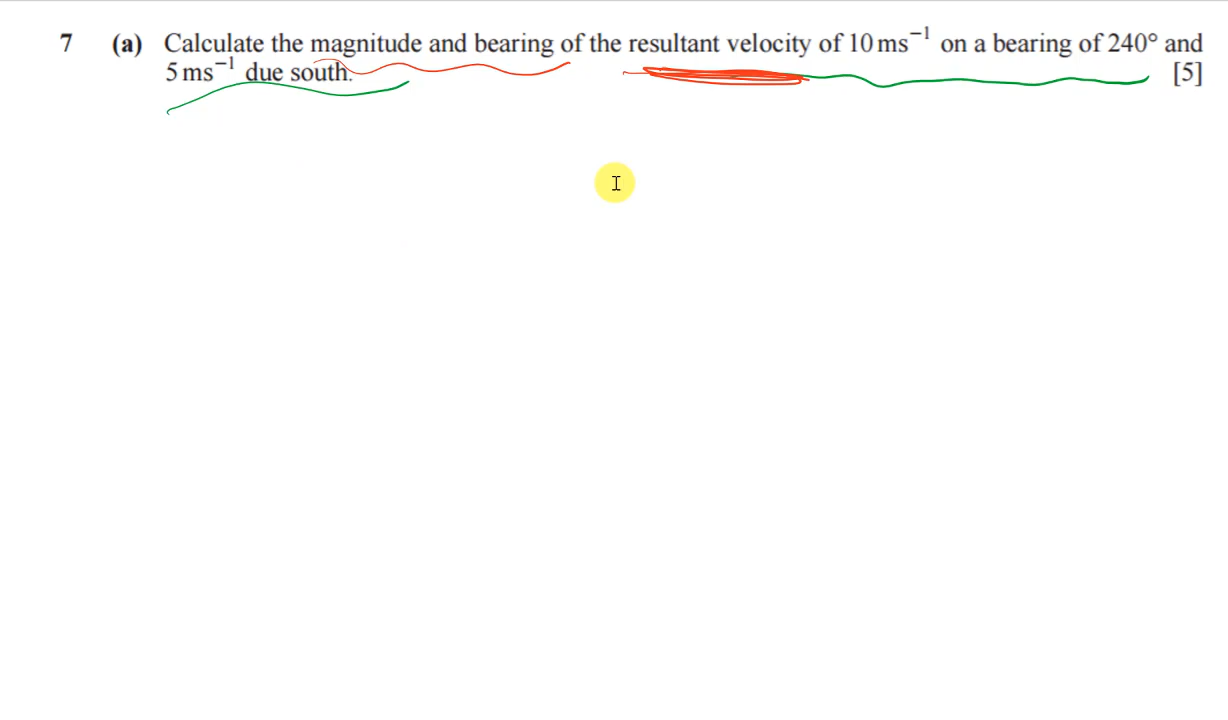 7 (a) Calculate the magnitude and bearing of the resultant velocity of 10 ms⁻¹ on a bearing of 240° and
5 ms⁻¹ due south. [5]